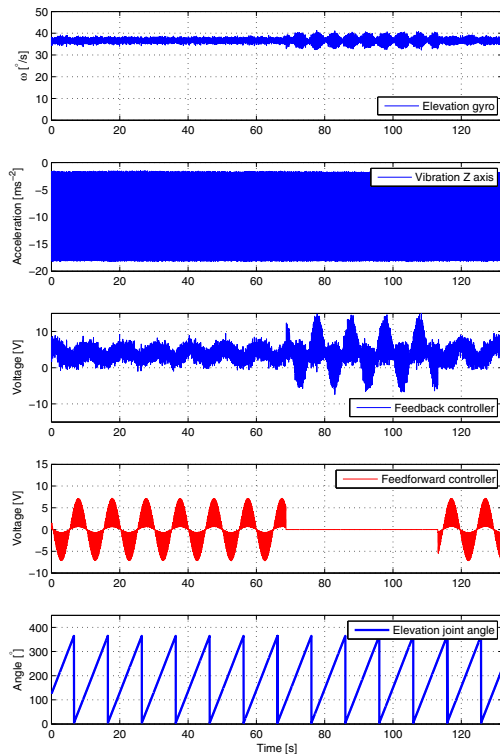 50
40
30
20
10
0
ω [°/s]
Elevation gyro
0 20 40 60 80 100 120
0
−5
−10
−15
−20
Acceleration [ms⁻²]
Vibration Z axis
0 20 40 60 80 100 120
10
0
−10
Voltage [V]
Feedback controller
0 20 40 60 80 100 120
15
10
5
0
−5
−10
Voltage [V]
Feedforward controller
0 20 40 60 80 100 120
400
300
200
100
0
Angle [°]
Elevation joint angle
0 20 40 60 80 100 120
Time [s]